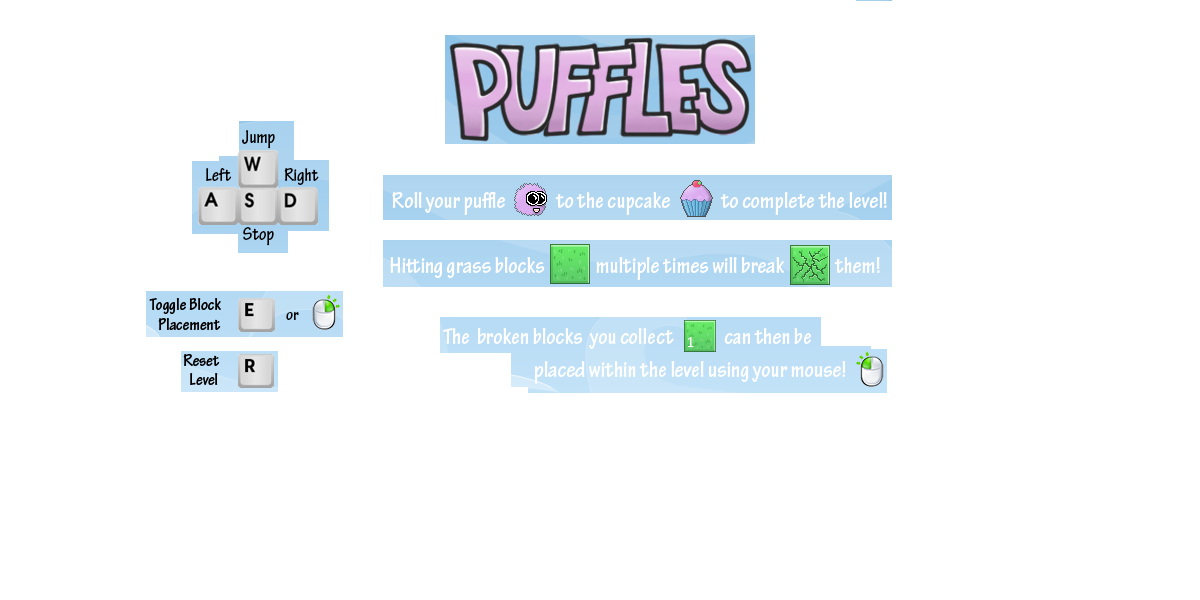 PUFFLES
Jump
W
Left
Right
A
S
D
Stop
Roll your puffle to the cupcake to complete the level!
Hitting grass blocks multiple times will break them!
Toggle Block
Placement
E
or
The broken blocks you collect 1 can then be
placed within the level using your mouse!
Reset
Level
R